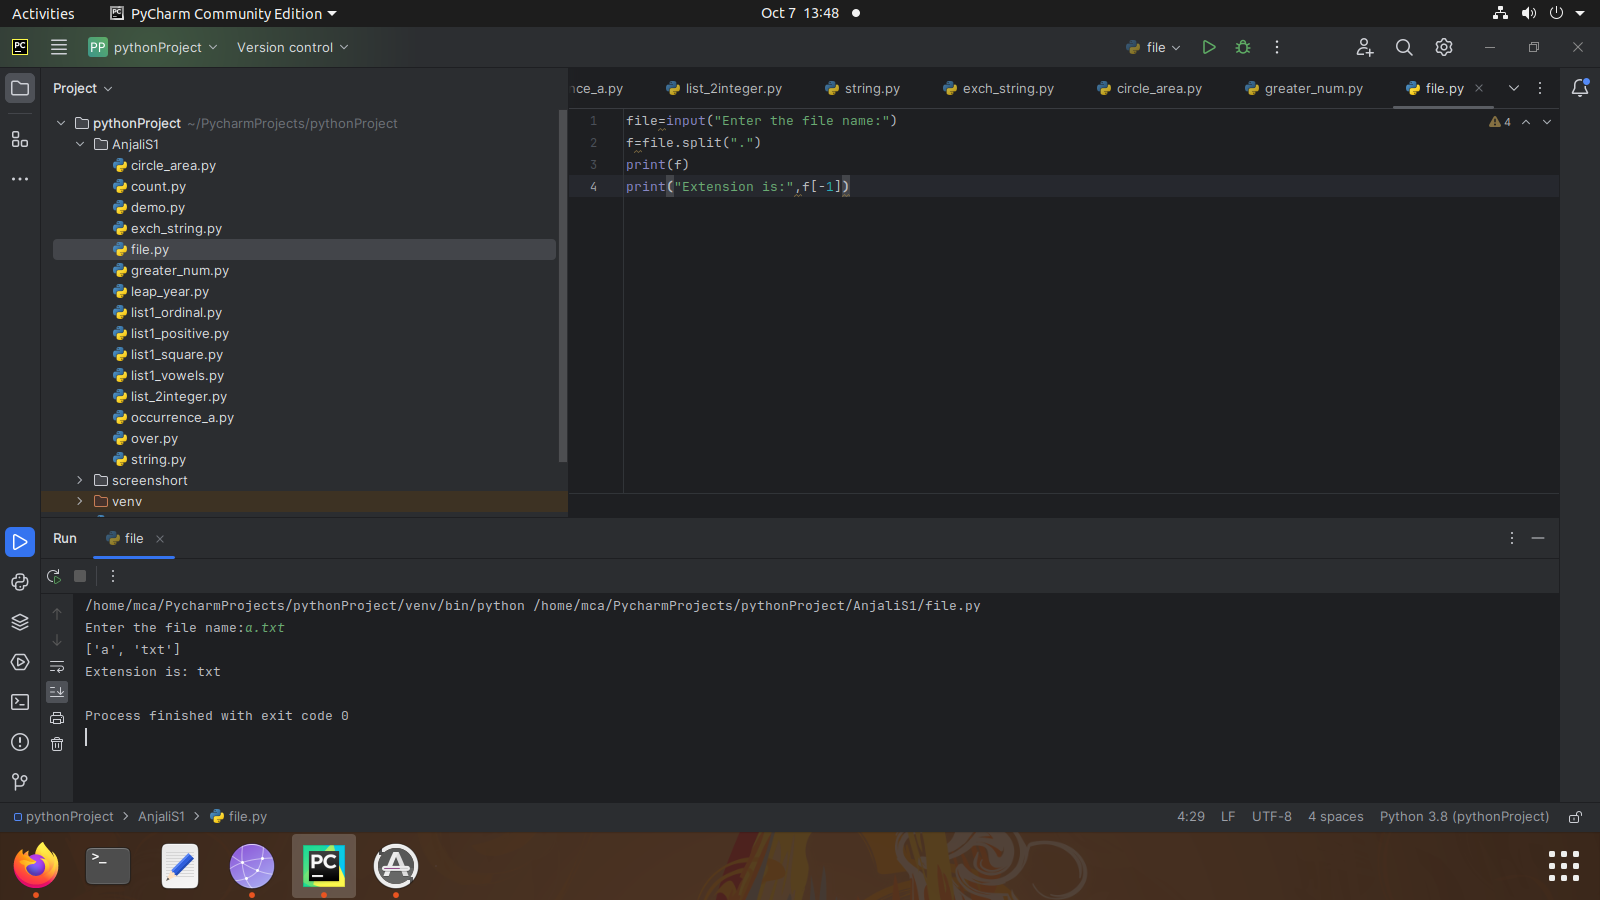 Activities PyCharm Community Edition Oct 7 13:48
PC PP pythonProject Version control file
Project
nce_a.py list_2integer.py string.py exch_string.py circle_area.py greater_num.py file.py
pythonProject ~/PycharmProjects/pythonProject
AnjaliS1
circle_area.py
count.py
demo.py
exch_string.py
file.py
greater_num.py
leap_year.py
list1_ordinal.py
list1_positive.py
list1_square.py
list1_vowels.py
list_2integer.py
occurrence_a.py
over.py
string.py
screenshort
venv
1 file=input("Enter the file name:")
2 f=file.split(".")
3 print(f)
4 print("Extension is:",f[-1])
4
Run file
/home/mca/PycharmProjects/pythonProject/venv/bin/python /home/mca/PycharmProjects/pythonProject/AnjaliS1/file.py
Enter the file name:a.txt
['a', 'txt']
Extension is: txt
Process finished with exit code 0
pythonProject > AnjaliS1 > file.py 4:29 LF UTF-8 4 spaces Python 3.8 (pythonProject)
>_ PC